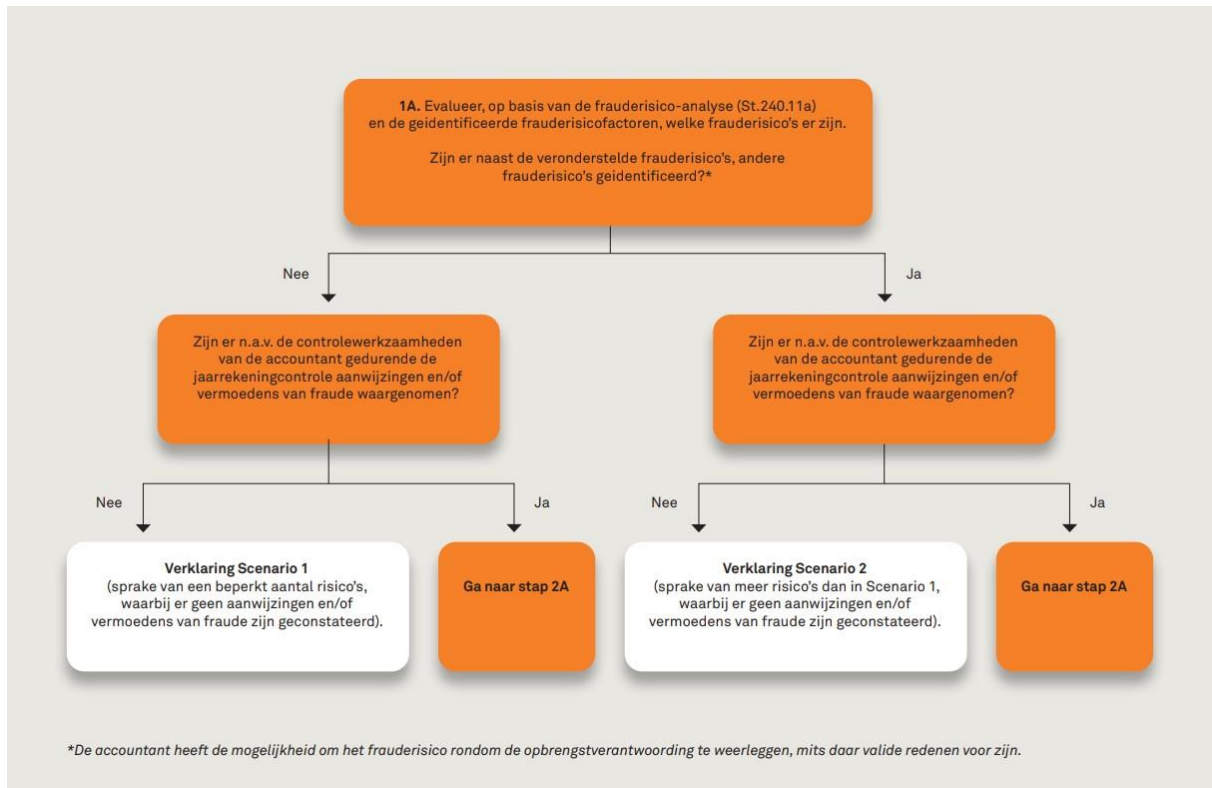 1A. Evalueer, op basis van de frauderisico-analyse (St.240.11a)
en de geidentificeerde frauderisicofactoren, welke frauderisico's er zijn.
Zijn er naast de veronderstelde frauderisico's, andere
frauderisico's geidentificeerd?*
Nee
Ja
Zijn er n.a.v. de controlewerkzaamheden
van de accountant gedurende de
jaarrekeningcontrole aanwijzingen en/of
vermoedens van fraude waargenomen?
Zijn er n.a.v. de controlewerkzaamheden
van de accountant gedurende de
jaarrekeningcontrole aanwijzingen en/of
vermoedens van fraude waargenomen?
Nee
Ja
Nee
Ja
Verklaring Scenario 1
(sprake van een beperkt aantal risico's,
waarbij er geen aanwijzingen en/of
vermoedens van fraude zijn geconstateerd).
Ga naar stap 2A
Verklaring Scenario 2
(sprake van meer risico's dan in Scenario 1,
waarbij er geen aanwijzingen en/of
vermoedens van fraude zijn geconstateerd).
Ga naar stap 2A
*De accountant heeft de mogelijkheid om het frauderisico rondom de opbrengstverantwoording te weerleggen, mits daar valide redenen voor zijn.